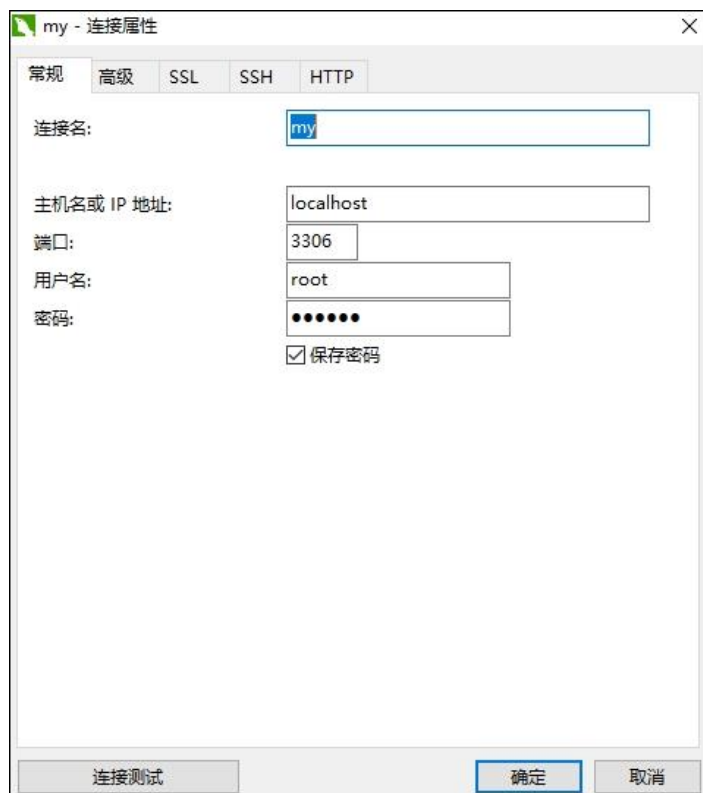 my - 连接属性
常规 高级 SSL SSH HTTP
连接名: my
主机名或 IP 地址: localhost
端口: 3306
用户名: root
密码: ●●●●●●
保存密码
连接测试 确定 取消